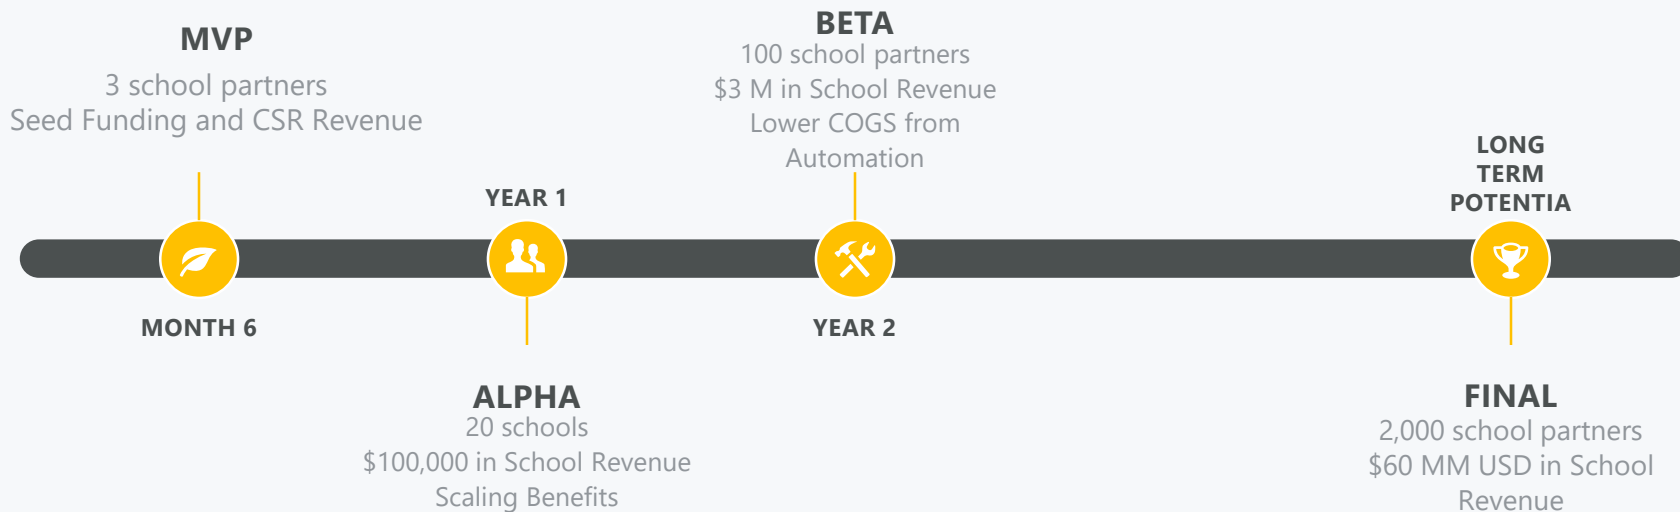 MVP
3 school partners
Seed Funding and CSR Revenue
MONTH 6
YEAR 1
ALPHA
20 schools
$100,000 in School Revenue
Scaling Benefits
BETA
100 school partners
$3 M in School Revenue
Lower COGS from
Automation
YEAR 2
LONG
TERM
POTENTIA
FINAL
2,000 school partners
$60 MM USD in School
Revenue